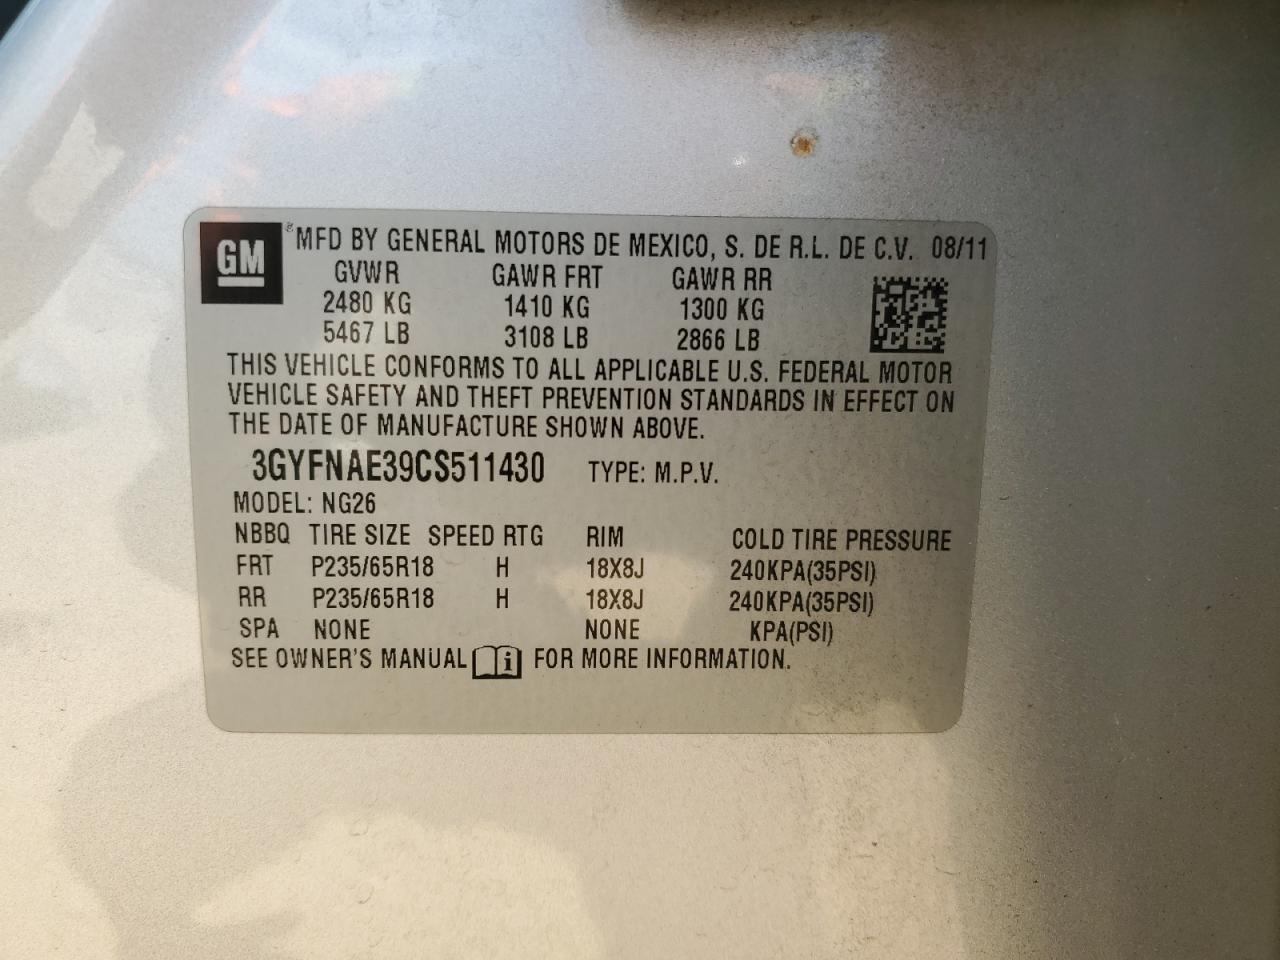 GM ® MFD BY GENERAL MOTORS DE MEXICO, S. DE R.L. DE C.V. 08/11
GVWR GAWR FRT GAWR RR
2480 KG 1410 KG 1300 KG
5467 LB 3108 LB 2866 LB
THIS VEHICLE CONFORMS TO ALL APPLICABLE U.S. FEDERAL MOTOR
VEHICLE SAFETY AND THEFT PREVENTION STANDARDS IN EFFECT ON
THE DATE OF MANUFACTURE SHOWN ABOVE.
3GYFNAE39CS511430 TYPE: M.P.V.
MODEL: NG26
NBBQ TIRE SIZE SPEED RTG RIM COLD TIRE PRESSURE
FRT P235/65R18 H 18X8J 240KPA(35PSI)
RR P235/65R18 H 18X8J 240KPA(35PSI)
SPA NONE NONE KPA(PSI)
SEE OWNER'S MANUAL i FOR MORE INFORMATION.